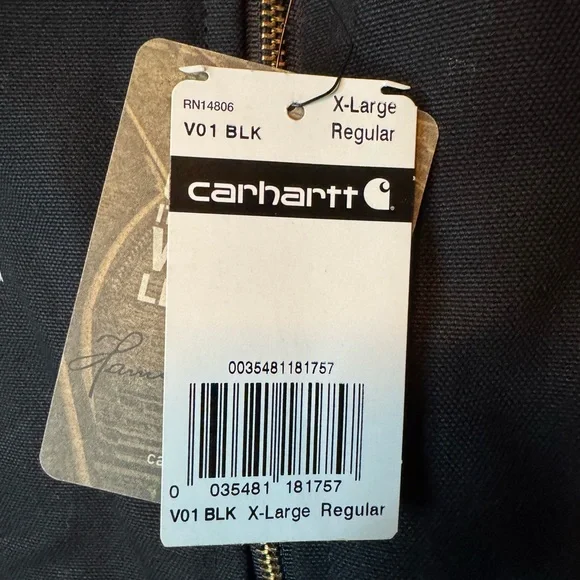 RN14806 X-Large
V01 BLK Regular
carhartt
0035481181757
0 035481 181757
V01 BLK X-Large Regular